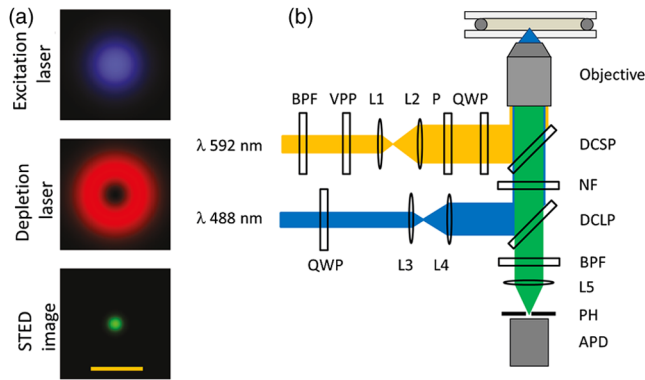 (a)
Excitation
laser
Depletion
laser
STED
image
(b)
Objective
BPF VPP L1 L2 P QWP
λ 592 nm
DCSP
NF
λ 488 nm
DCLP
QWP L3 L4
BPF
L5
PH
APD